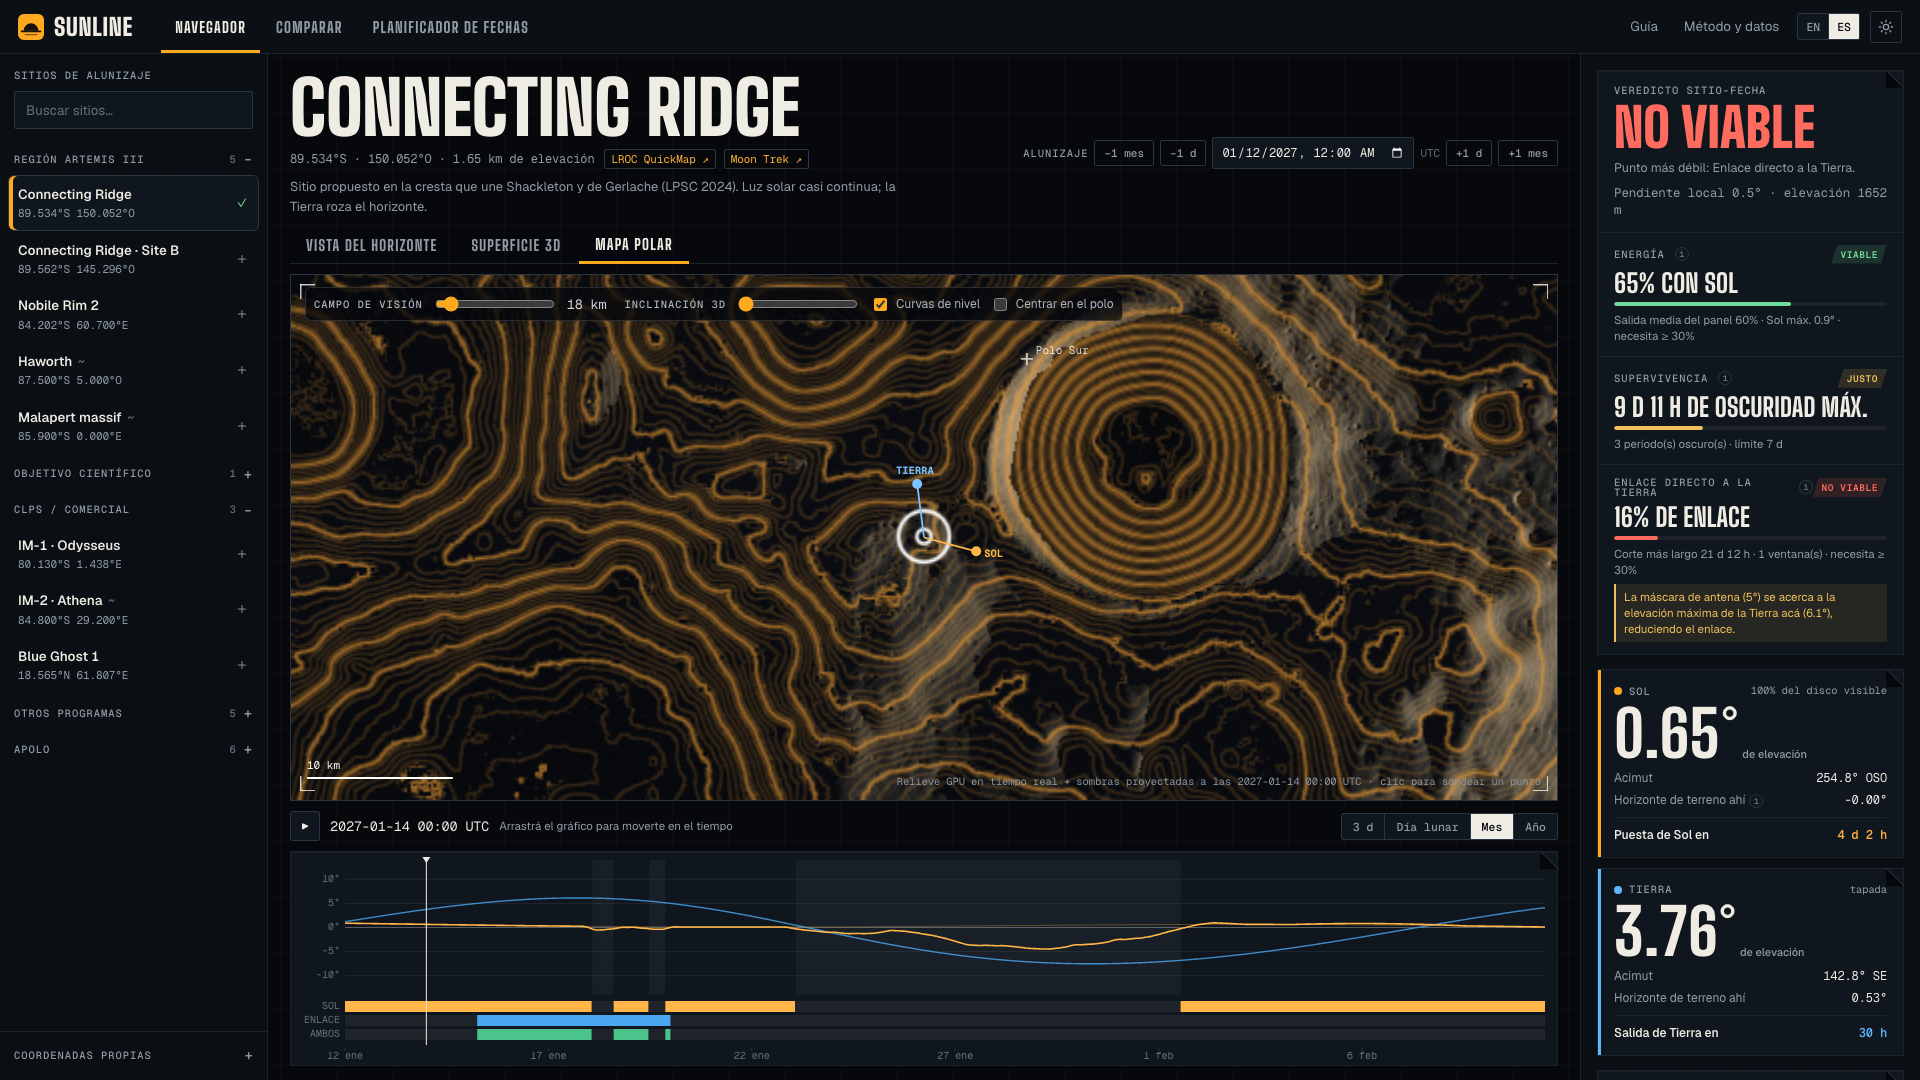 SUNLINE
NAVEGADOR
COMPARAR
PLANIFICADOR DE FECHAS
Guía
Método y datos
EN
ES
SITIOS DE ALUNIZAJE
Buscar sitios…
REGIÓN ARTEMIS III 5 −
Connecting Ridge
89.534°S 150.052°O
✓
Connecting Ridge · Site B
89.562°S 145.296°O
+
Nobile Rim 2
84.202°S 60.700°E
+
Haworth ~
87.500°S 5.000°O
+
Malapert massif ~
85.900°S 0.000°E
+
OBJETIVO CIENTÍFICO 1 +
CLPS / COMERCIAL 3 −
IM-1 · Odysseus
80.130°S 1.438°E
+
IM-2 · Athena ~
84.800°S 29.200°E
+
Blue Ghost 1
18.565°N 61.807°E
+
OTROS PROGRAMAS 5 +
APOLO 6 +
COORDENADAS PROPIAS +
CONNECTING RIDGE
89.534°S · 150.052°O · 1.65 km de elevación
LROC QuickMap ↗
Moon Trek ↗
Sitio propuesto en la cresta que une Shackleton y de Gerlache (LPSC 2024). Luz solar casi continua; la
Tierra roza el horizonte.
ALUNIZAJE
−1 mes
−1 d
01/12/2027, 12:00 AM
UTC
+1 d
+1 mes
VISTA DEL HORIZONTE
SUPERFICIE 3D
MAPA POLAR
CAMPO DE VISIÓN
18 km
INCLINACIÓN 3D
Curvas de nivel
Centrar en el polo
Polo Sur
TIERRA
SOL
10 km
Relieve GPU en tiempo real + sombras proyectadas a las 2027-01-14 00:00 UTC · clic para sondear un punto
2027-01-14 00:00 UTC
Arrastrá el gráfico para moverte en el tiempo
3 d
Día lunar
Mes
Año
10°
5°
0°
-5°
-10°
SOL
ENLACE
AMBOS
12 ene
17 ene
22 ene
27 ene
1 feb
6 feb
VEREDICTO SITIO-FECHA
NO VIABLE
Punto más débil: Enlace directo a la Tierra.
Pendiente local 0.5° · elevación 1652
m
ENERGÍA i
VIABLE
65% CON SOL
Salida media del panel 60% · Sol máx. 0.9° ·
necesita ≥ 30%
SUPERVIVENCIA i
JUSTO
9 D 11 H DE OSCURIDAD MÁX.
3 período(s) oscuro(s) · límite 7 d
ENLACE DIRECTO A LA
TIERRA
i
NO VIABLE
16% DE ENLACE
Corte más largo 21 d 12 h · 1 ventana(s) · necesita ≥
30%
La máscara de antena (5°) se acerca a la
elevación máxima de la Tierra acá (6.1°),
reduciendo el enlace.
SOL
100% del disco visible
0.65° de elevación
Acimut 254.8° OSO
Horizonte de terreno ahí i -0.00°
Puesta de Sol en 4 d 2 h
TIERRA
tapada
3.76° de elevación
Acimut 142.8° SE
Horizonte de terreno ahí 0.53°
Salida de Tierra en 30 h